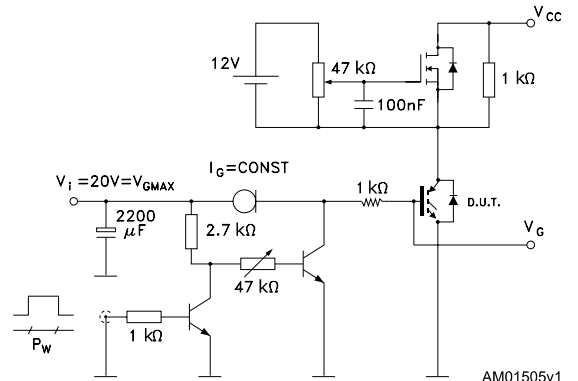 V_CC
12V
47 kΩ
100nF
1 kΩ
V_i =20V=V_GMAX
I_G=CONST
1 kΩ
D.U.T.
2200
μF
2.7 kΩ
V_G
47 kΩ
1 kΩ
P_W
AM01505v1